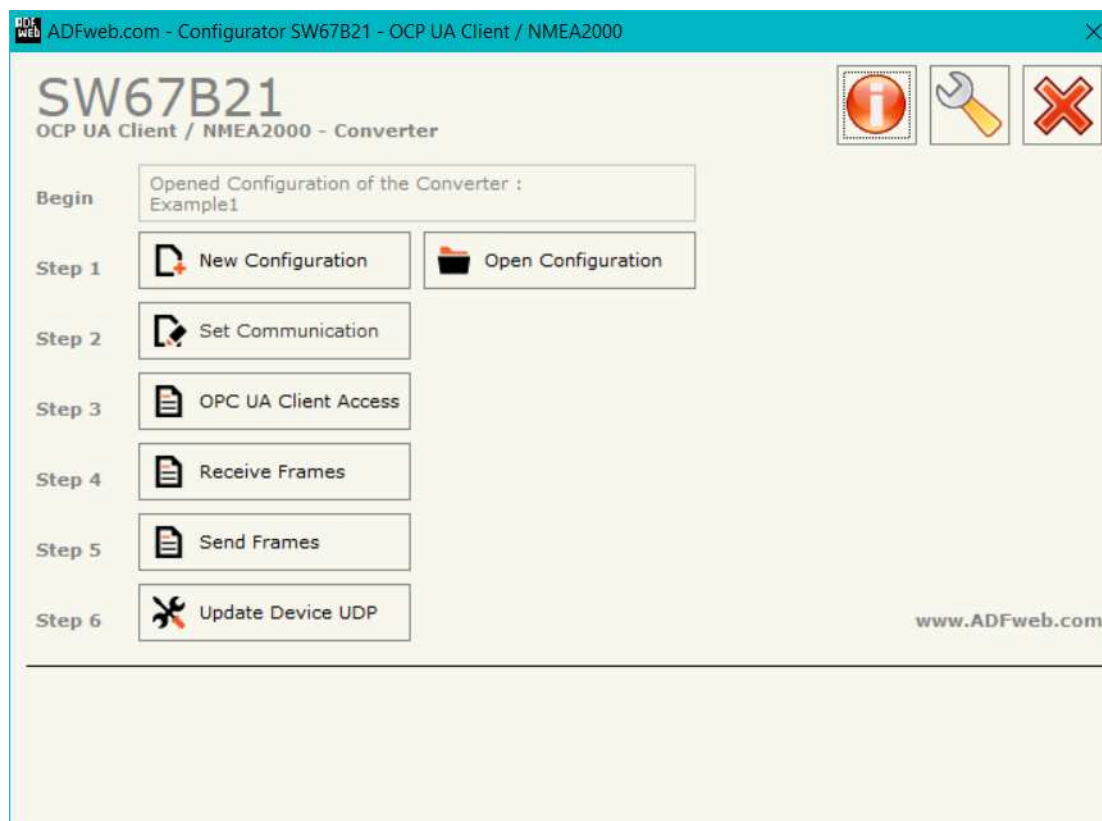 ADF
WEB
ADFweb.com - Configurator SW67B21 - OCP UA Client / NMEA2000
SW67B21
OCP UA Client / NMEA2000 - Converter
Begin
Opened Configuration of the Converter :
Example1
Step 1
New Configuration
Open Configuration
Step 2
Set Communication
Step 3
OPC UA Client Access
Step 4
Receive Frames
Step 5
Send Frames
Step 6
Update Device UDP
www.ADFweb.com